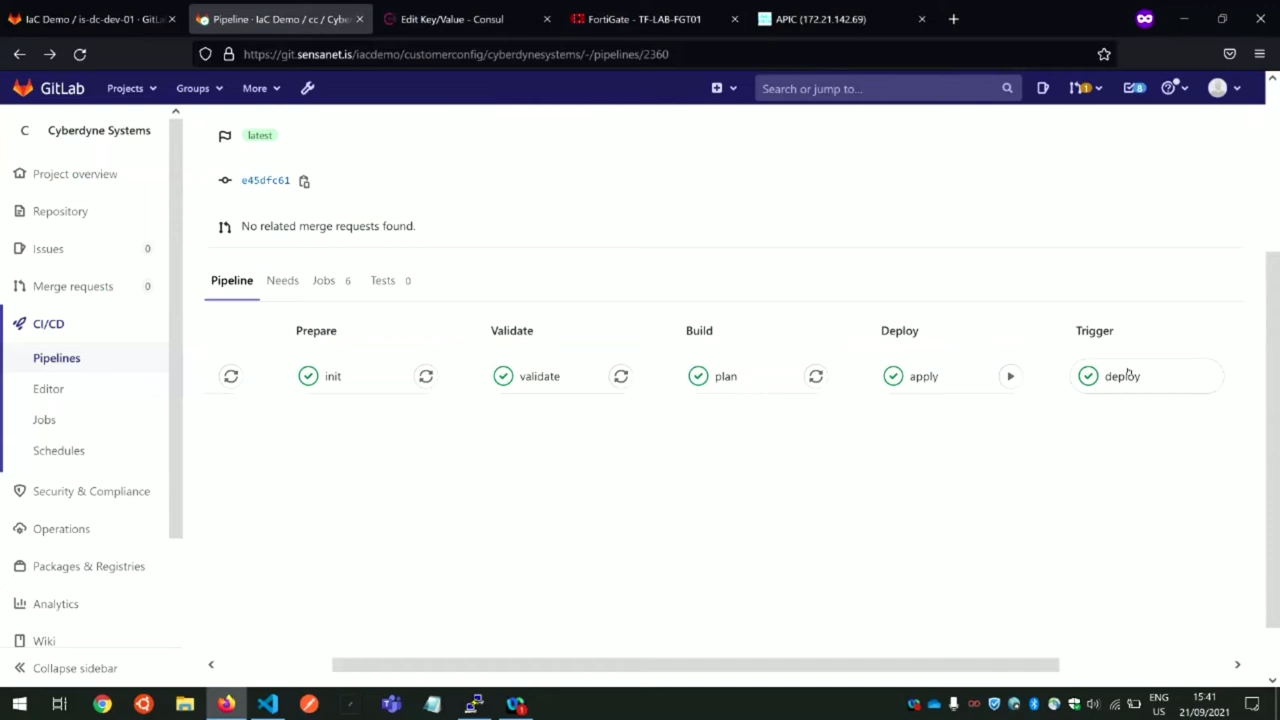 IaC Demo / is-dc-dev-01 · GitLa
Pipeline · IaC Demo / cc / Cybe
Edit Key/Value - Consul
FortiGate - TF-LAB-FGT01
APIC (172.21.142.69)
https://git.sensanet.is/iacdemo/customerconfig/cyberdynesystems/-/pipelines/2360
GitLab
Projects
Groups
More
Search or jump to...
1
8
C Cyberdyne Systems
Project overview
Repository
Issues 0
Merge requests 0
CI/CD
Pipelines
Editor
Jobs
Schedules
Security & Compliance
Operations
Packages & Registries
Analytics
Wiki
Collapse sidebar
latest
e45dfc61
No related merge requests found.
Pipeline Needs Jobs 6 Tests 0
Prepare Validate Build Deploy Trigger
init validate plan apply deploy
ENG
US
15:41
21/09/2021